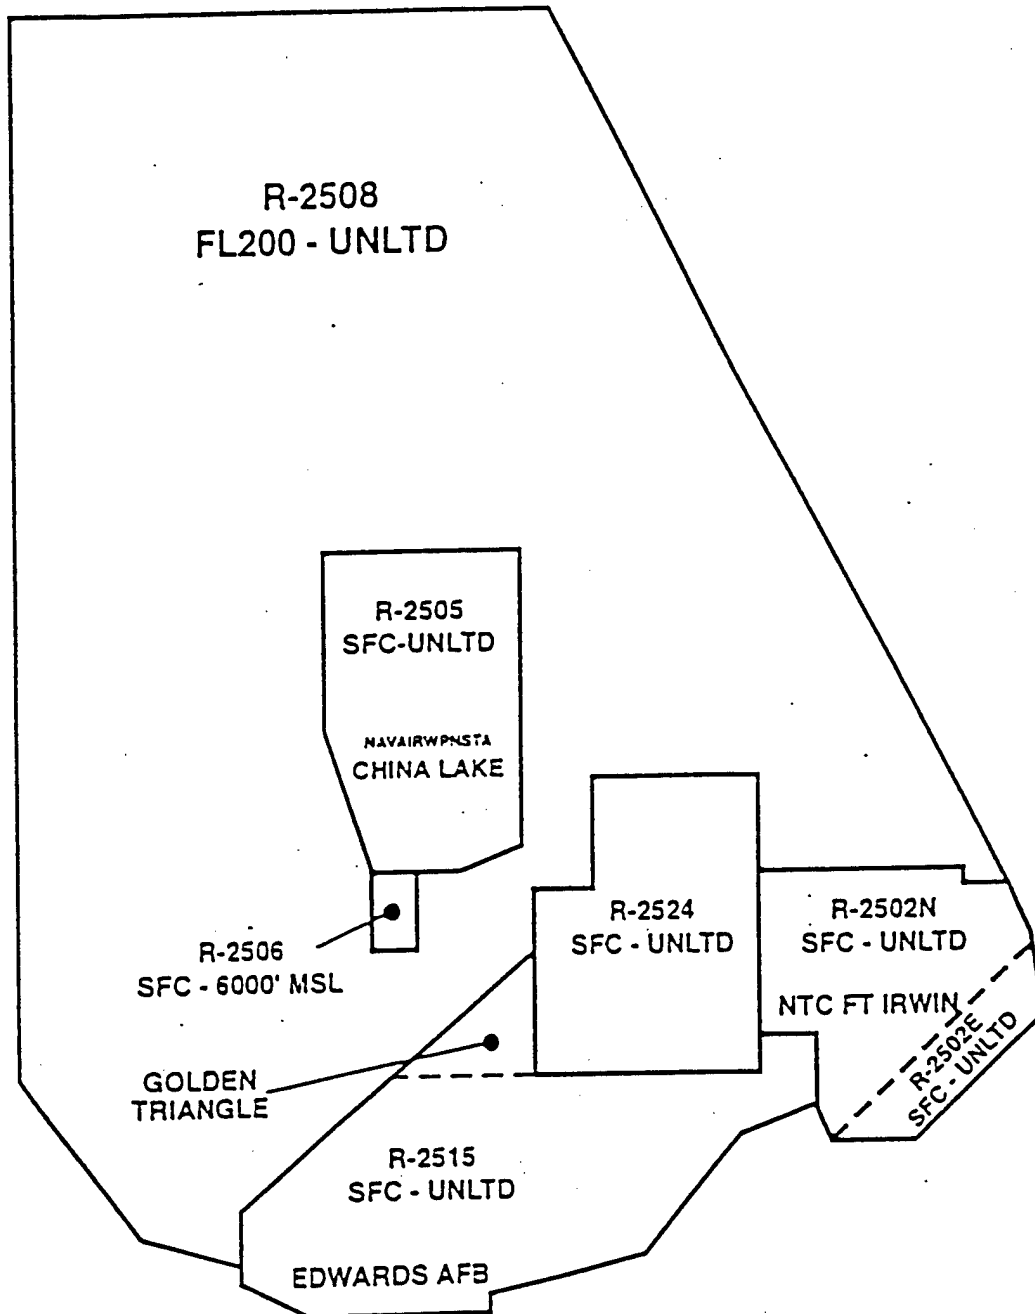 R-2508
FL200 - UNLTD
R-2505
SFC-UNLTD
NAVAIRWPNSTA
CHINA LAKE
R-2506
SFC - 6000' MSL
R-2524
SFC - UNLTD
R-2502N
SFC - UNLTD
NTC FT IRWIN
R-2502E
SFC - UNLTD
GOLDEN
TRIANGLE
R-2515
SFC - UNLTD
EDWARDS AFB